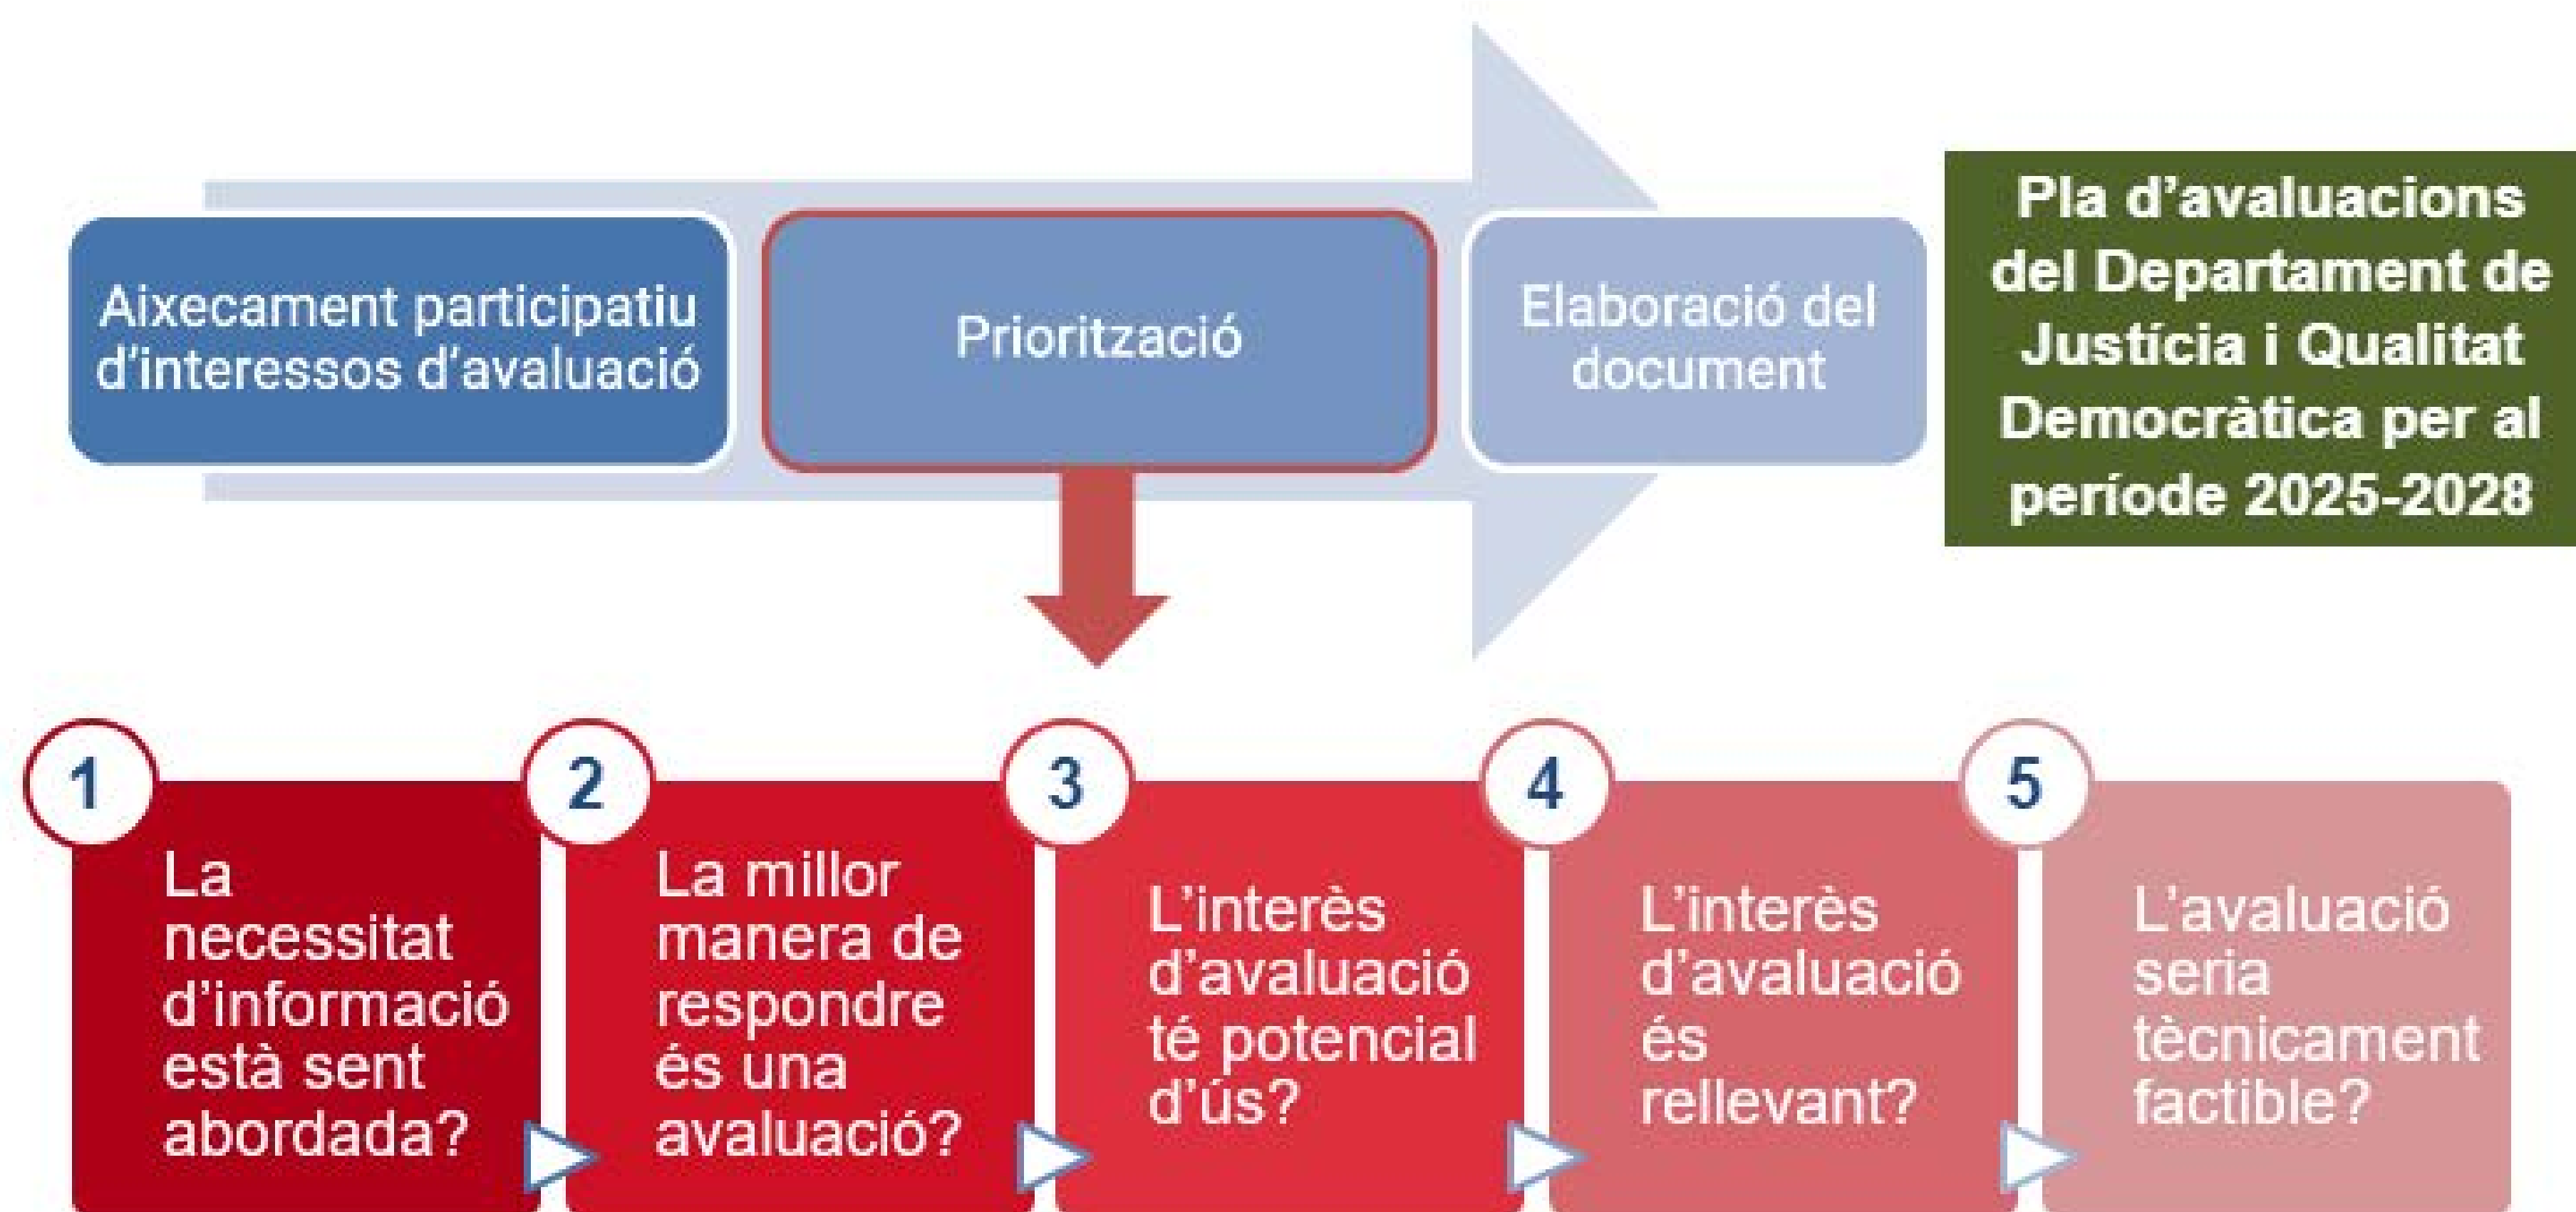 Aixecament participatiu
d'interessos d'avaluació
Priorització
Elaboració del
document
Pla d'avaluacions
del Departament de
Justícia i Qualitat
Democràtica per al
període 2025-2028
1
La
necessitat
d'informació
està sent
abordada?
2
La millor
manera de
respondre
és una
avaluació?
3
L'interès
d'avaluació
té potencial
d'ús?
4
L'interès
d'avaluació
és
rellevant?
5
L'avaluació
seria
tècnicament
factible?